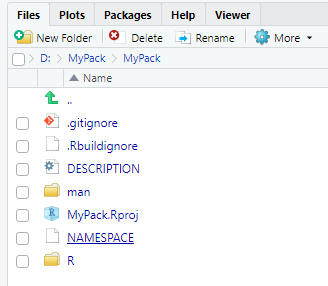 Files Plots Packages Help Viewer
New Folder Delete Rename More
D: MyPack MyPack
Name
..
.gitignore
.Rbuildignore
DESCRIPTION
man
MyPack.Rproj
NAMESPACE
R